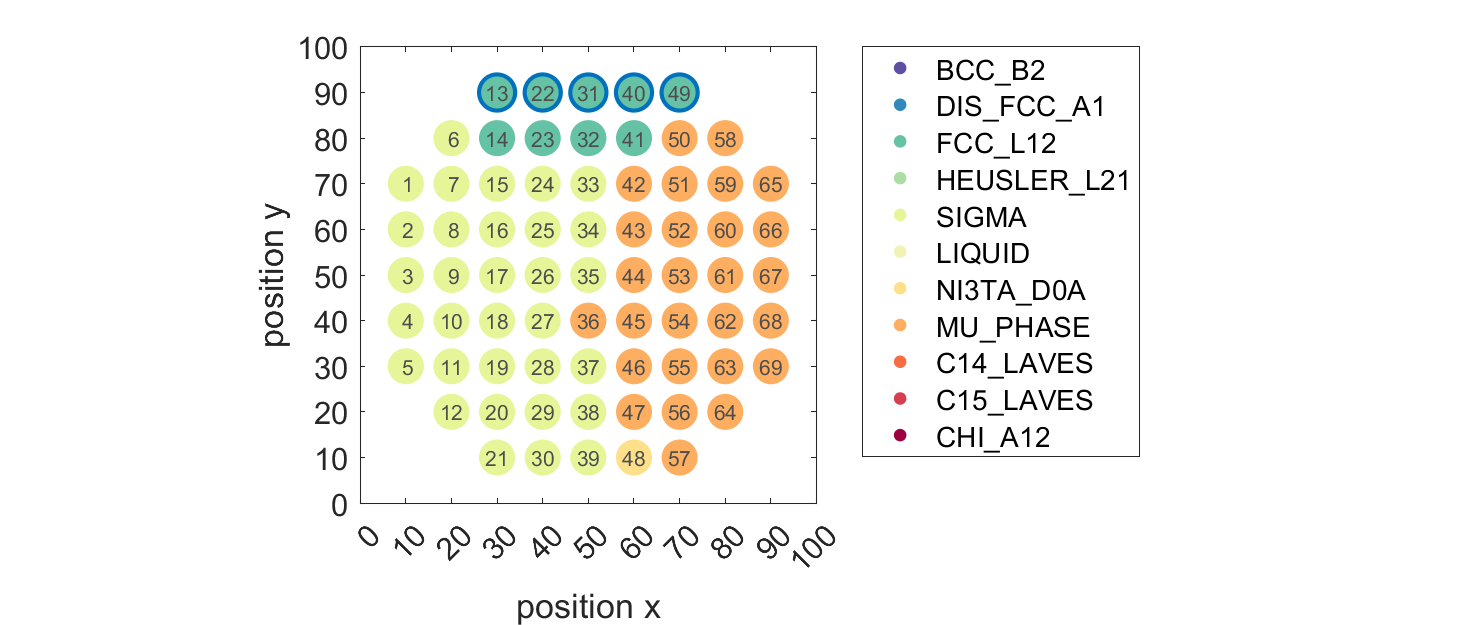 100
90 13 22 31 40 49
80 6 14 23 32 41 50 58
70 1 7 15 24 33 42 51 59 65
60 2 8 16 25 34 43 52 60 66
50 3 9 17 26 35 44 53 61 67
40 4 10 18 27 36 45 54 62 68
30 5 11 19 28 37 46 55 63 69
20 12 20 29 38 47 56 64
10 21 30 39 48 57
0
0 10 20 30 40 50 60 70 80 90 100
position x
position y
BCC_B2
DIS_FCC_A1
FCC_L12
HEUSLER_L21
SIGMA
LIQUID
NI3TA_D0A
MU_PHASE
C14_LAVES
C15_LAVES
CHI_A12